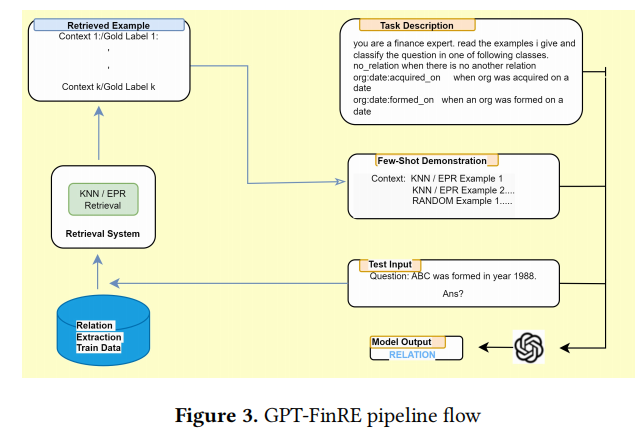 Retrieved Example
Context 1:/Gold Label 1:
,
,
Context k/Gold Label k
Task Description
you are a finance expert. read the examples i give and
classify the question in one of following classes.
no_relation when there is no another relation
org:date:acquired_on when org was acquired on a
date
org:date:formed_on when an org was formed on a
date
KNN / EPR
Retrieval
Retrieval System
Few-Shot Demonstration
Context: KNN / EPR Example 1
KNN / EPR Example 2....
RANDOM Example 1.....
Test Input
Question: ABC was formed in year 1988.
Ans?
Relation
Extraction
Train Data
Model Output
RELATION
Figure 3. GPT-FinRE pipeline flow